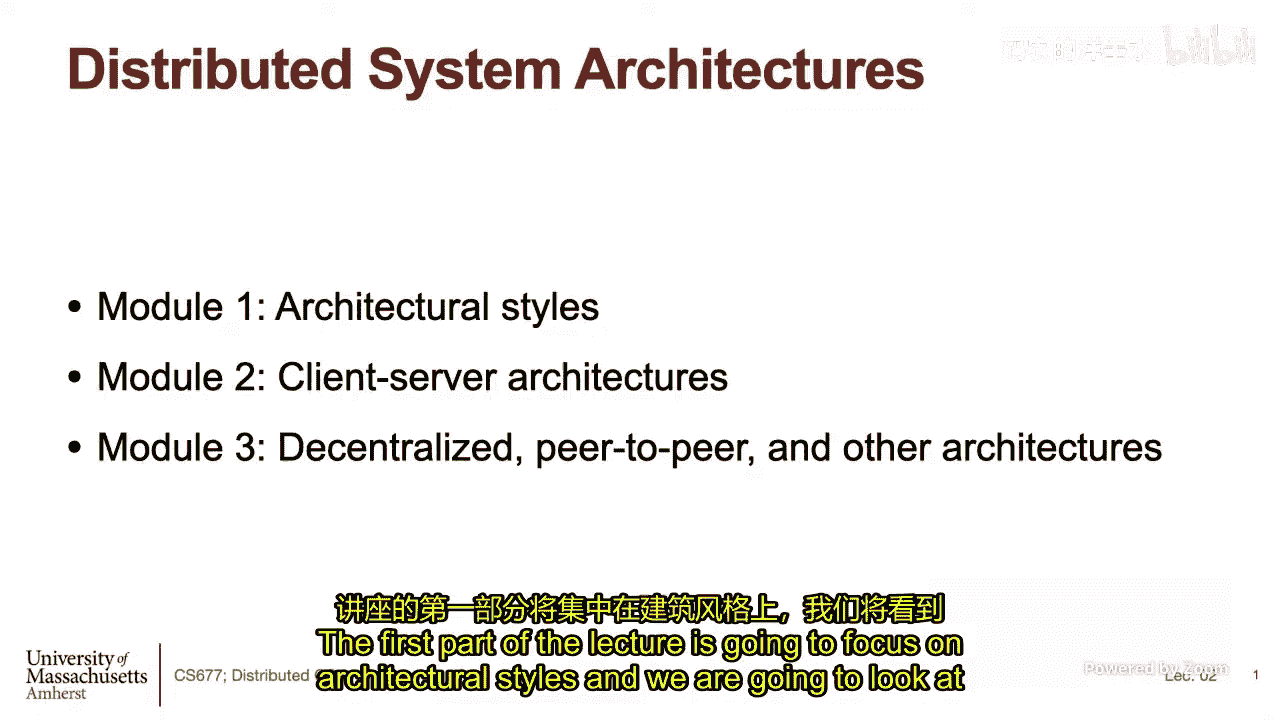 Distributed System Architectures
• Module 1: Architectural styles
• Module 2: Client-server architectures
• Module 3: Decentralized, peer-to-peer, and other architectures
讲座的第一部分将集中在建筑风格上，我们将看到
The first part of the lecture is going to focus on
architectural styles and we are going to look at
University of
Massachusetts
Amherst
CS677; Distributed
Powered by Zoom
Lec. 02
1
bilibili